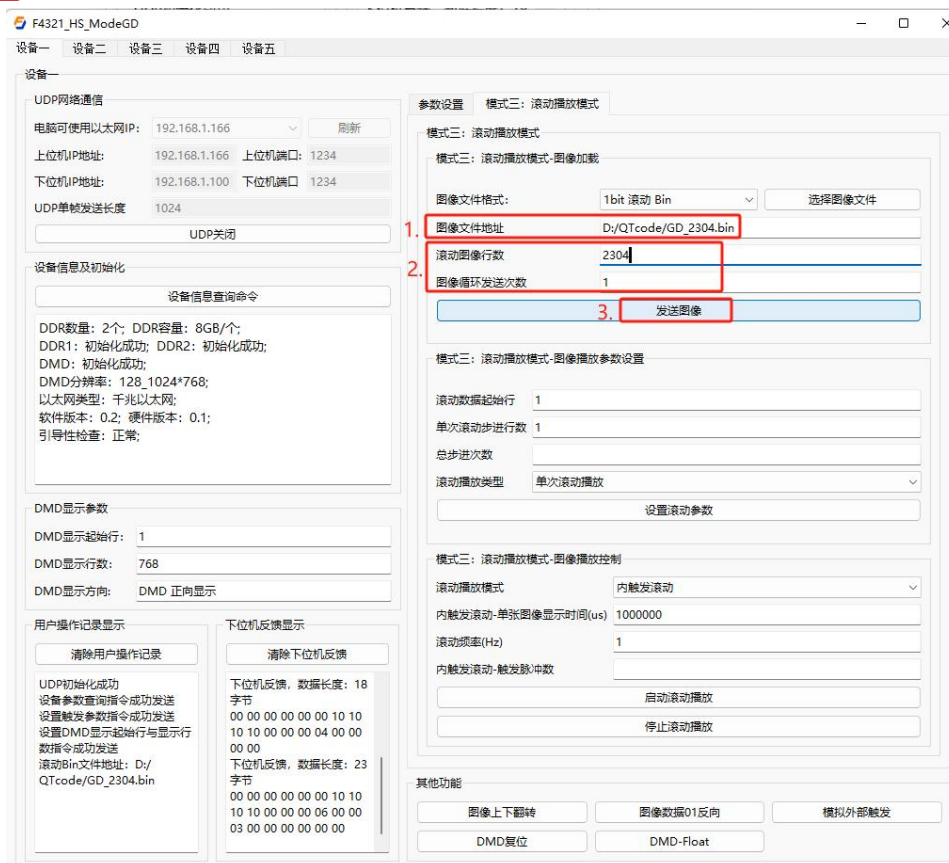 F4321_HS_ModeGD
设备一 设备二 设备三 设备四 设备五
设备一
UDP网络通信
电脑可使用以太网IP: 192.168.1.166 刷新
上位机IP地址: 192.168.1.166 上位机端口: 1234
下位机IP地址: 192.168.1.100 下位机端口 1234
UDP单帧发送长度 1024
UDP关闭
设备信息及初始化
设备信息查询命令
DDR数量：2个；DDR容量：8GB/个；
DDR1：初始化成功；DDR2：初始化成功；
DMD：初始化成功；
DMD分辨率：128_1024*768;
以太网类型：千兆以太网；
软件版本：0.2；硬件版本：0.1；
引导性检查：正常；
DMD显示参数
DMD显示起始行: 1
DMD显示行数: 768
DMD显示方向: DMD 正向显示
用户操作记录显示
清除用户操作记录
UDP初始化成功
设备参数查询指令成功发送
设置触发参数指令成功发送
设置DMD显示起始行与显示行
数指令成功发送
滚动Bin文件地址：D:/
QTcode/GD_2304.bin
下位机反馈显示
清除下位机反馈
下位机反馈，数据长度：18
字节
00 00 00 00 00 00 10 10
10 10 00 00 00 04 00 00
00 00
下位机反馈，数据长度：23
字节
00 00 00 00 00 00 10 10
10 10 00 00 00 06 00 00
03 00 00 00 00 00 00
参数设置 模式三：滚动播放模式
模式三：滚动播放模式
模式三：滚动播放模式-图像加载
图像文件格式: 1bit 滚动 Bin 选择图像文件
1. 图像文件地址 D:/QTcode/GD_2304.bin
滚动图像行数 2304
2.
图像循环发送次数 1
3. 发送图像
模式三：滚动播放模式-图像播放参数设置
滚动数据起始行 1
单次滚动步进行数 1
总步进次数
滚动播放类型 单次滚动播放
设置滚动参数
模式三：滚动播放模式-图像播放控制
滚动播放模式 内触发滚动
内触发滚动-单张图像显示时间(us) 1000000
滚动频率(Hz) 1
内触发滚动-触发脉冲数
启动滚动播放
停止滚动播放
其他功能
图像上下翻转 图像数据01反向 模拟外部触发
DMD复位 DMD-Float